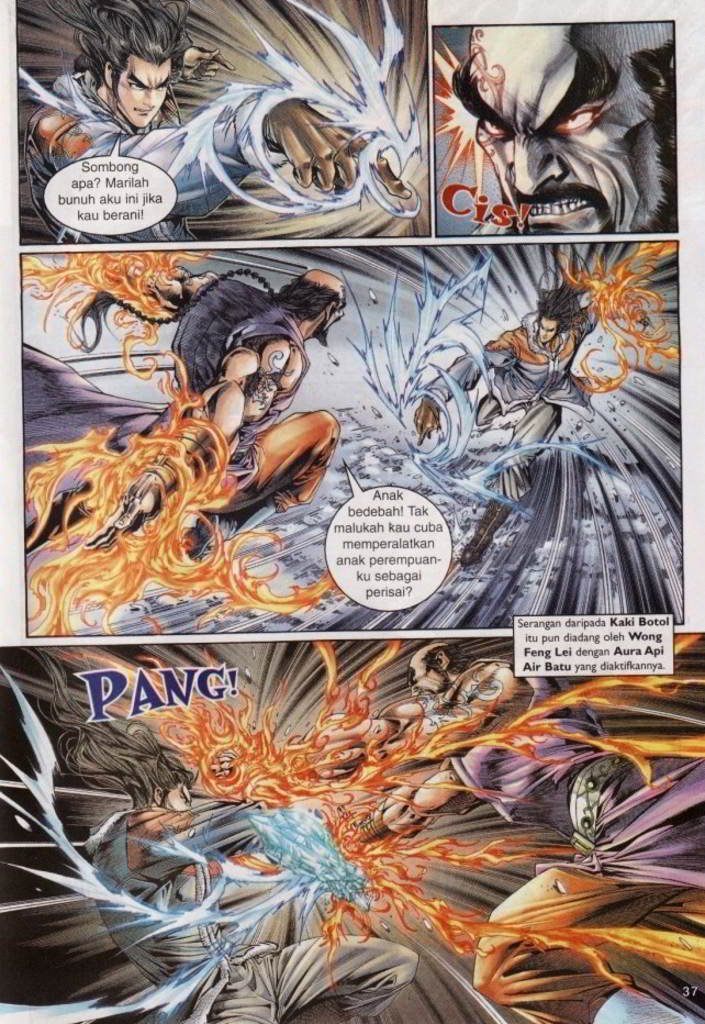 Sombong
apa? Marilah
bunuh aku ini jika
kau berani!
Cis!
Anak
bedebah! Tak
malukah kau cuba
memperalatkan
anak perempuan-
ku sebagai
perisai?
Serangan daripada Kaki Botol
itu pun diadang oleh Wong
Feng Lei dengan Aura Api
Air Batu yang diaktifkannya.
PANG!
37